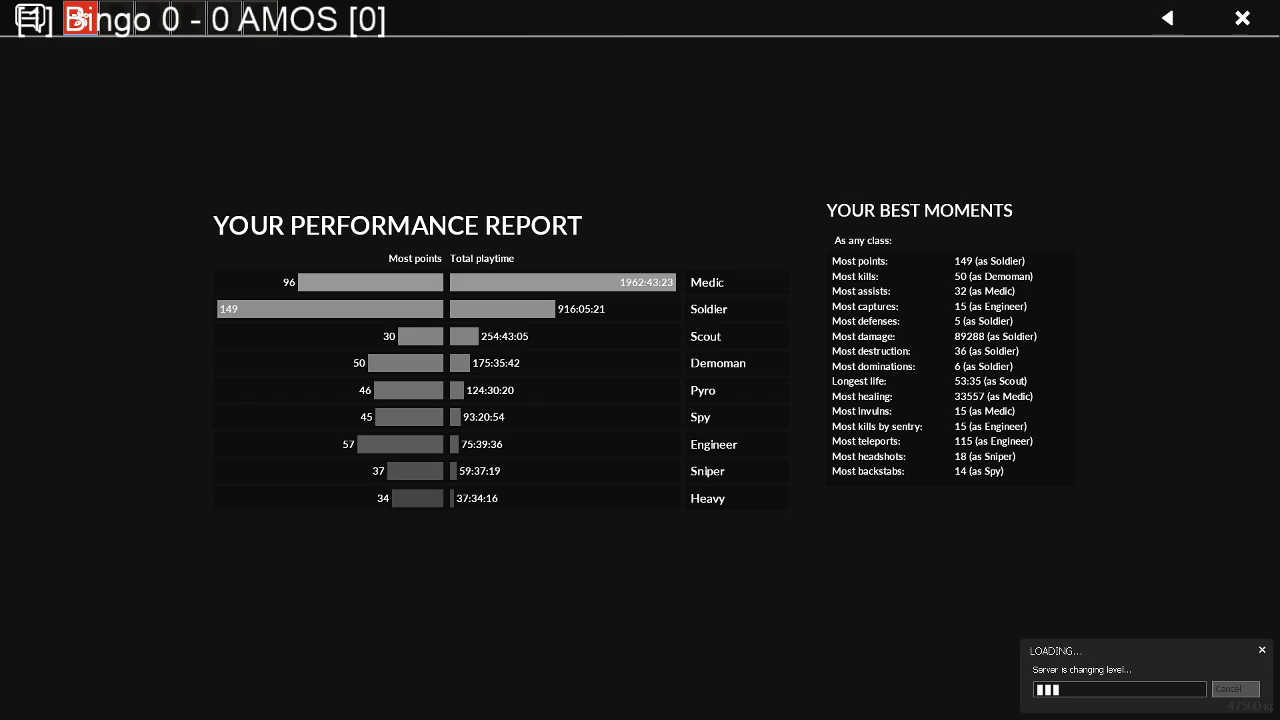 [1] Bingo 0 - 0 AMOS [0]
YOUR PERFORMANCE REPORT
Most points Total playtime
96 1962:43:23 Medic
149 916:05:21 Soldier
30 254:43:05 Scout
50 175:35:42 Demoman
46 124:30:20 Pyro
45 93:20:54 Spy
57 75:39:36 Engineer
37 59:37:19 Sniper
34 37:34:16 Heavy
YOUR BEST MOMENTS
As any class:
Most points: 149 (as Soldier)
Most kills: 50 (as Demoman)
Most assists: 32 (as Medic)
Most captures: 15 (as Engineer)
Most defenses: 5 (as Soldier)
Most damage: 89288 (as Soldier)
Most destruction: 36 (as Soldier)
Most dominations: 6 (as Soldier)
Longest life: 53:35 (as Scout)
Most healing: 33557 (as Medic)
Most invulns: 15 (as Medic)
Most kills by sentry: 15 (as Engineer)
Most teleports: 115 (as Engineer)
Most headshots: 18 (as Sniper)
Most backstabs: 14 (as Spy)
LOADING...
Server is changing level...
Cancel
47500 xp